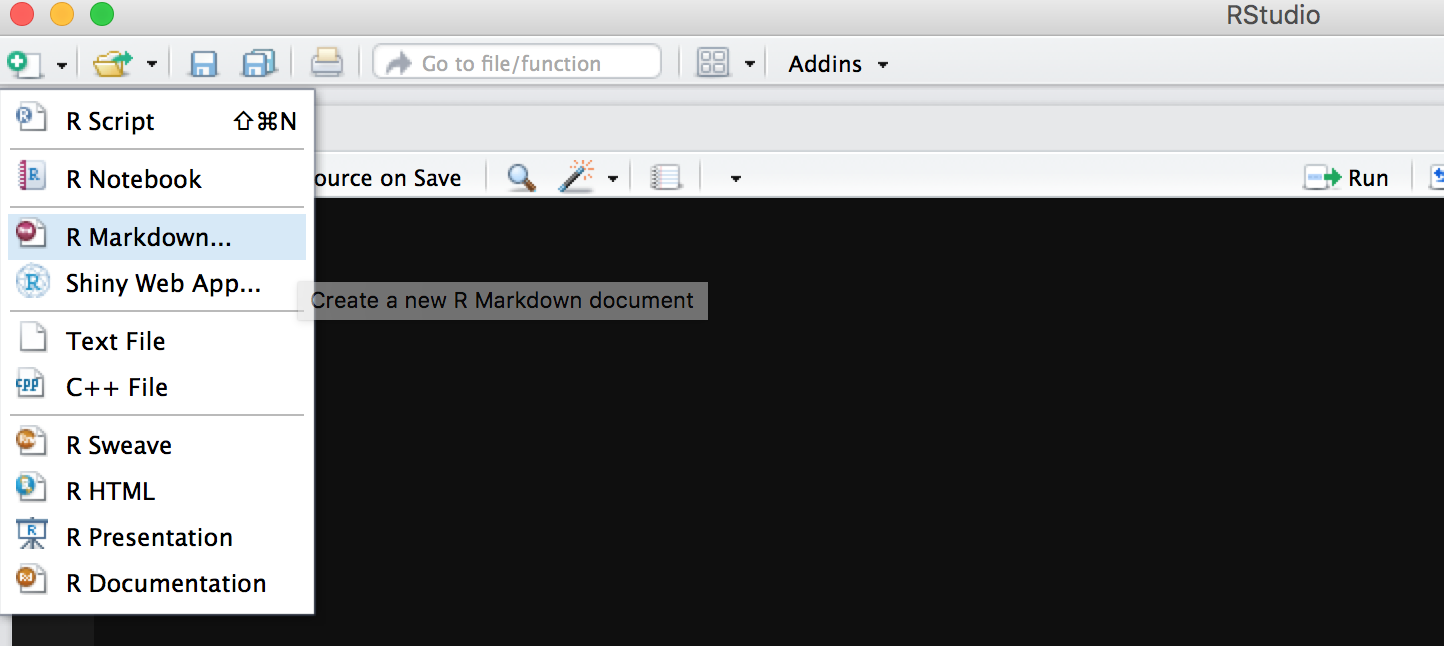 RStudio
Go to file/function
Addins
R Script ⇧⌘N
R Notebook
ource on Save
Run
R Markdown...
Shiny Web App...
Create a new R Markdown document
Text File
C++ File
R Sweave
R HTML
R Presentation
R Documentation